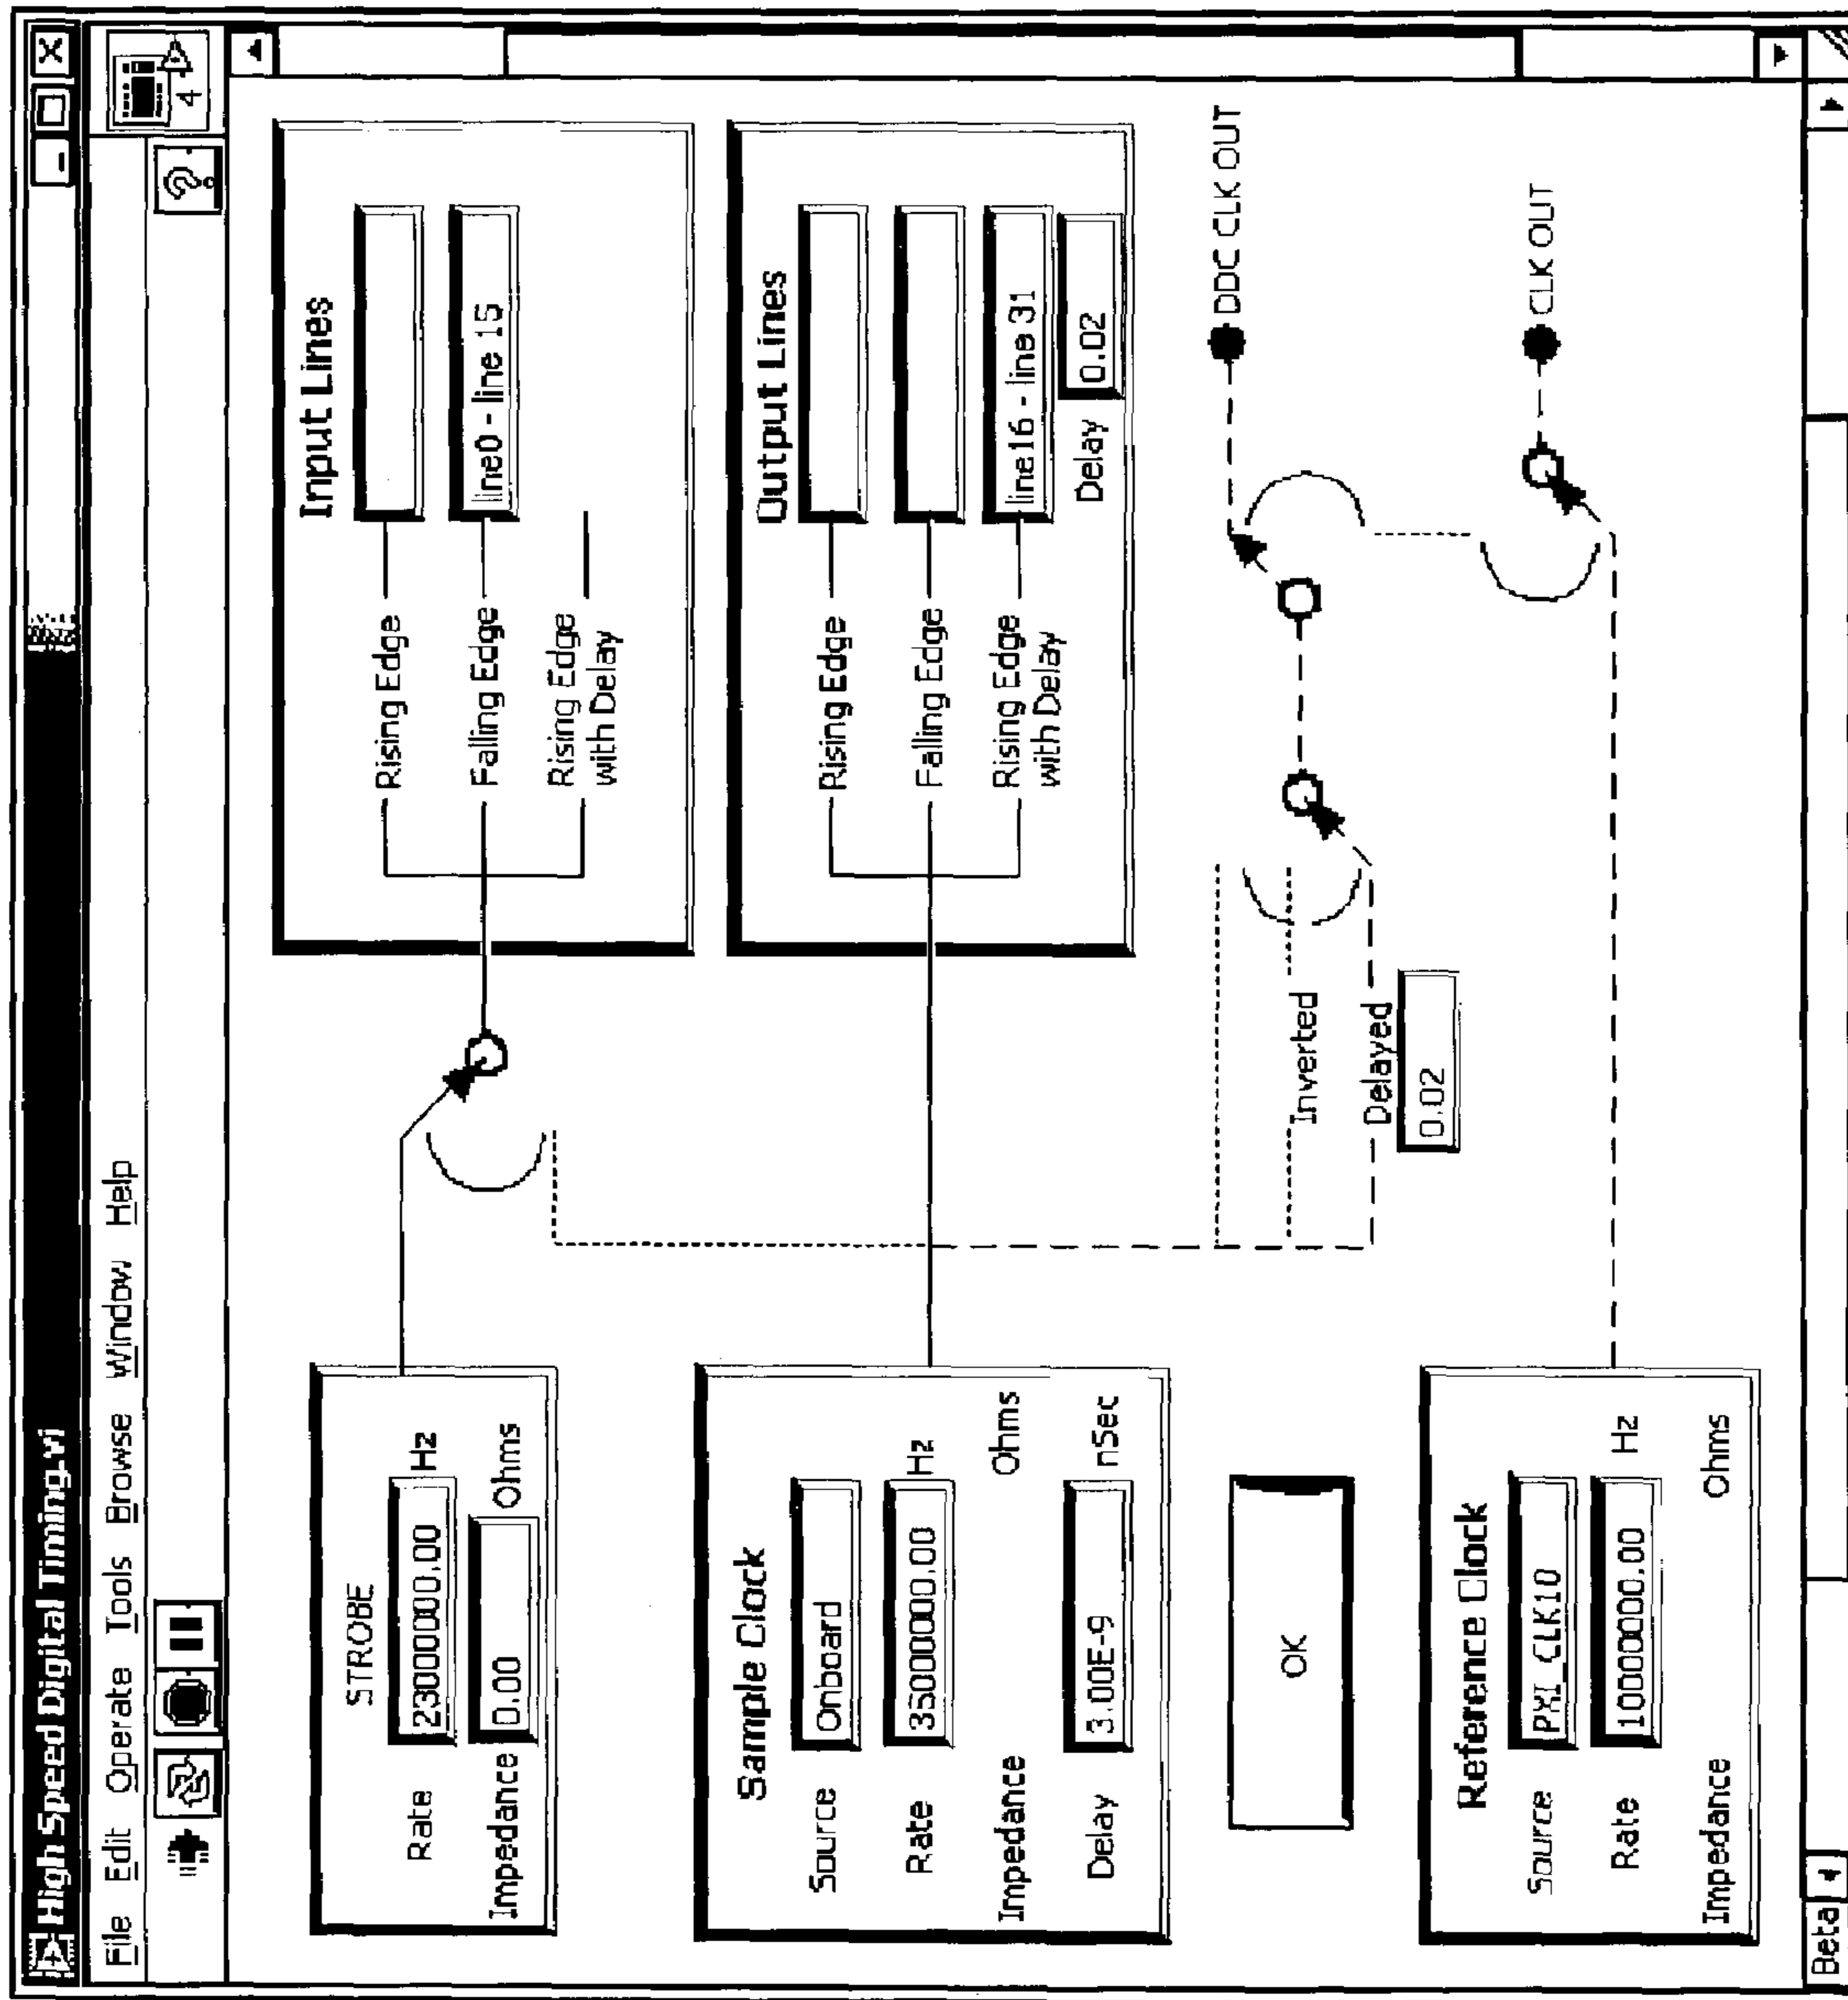 High Speed Digital Timing.vi
File Edit Operate Tools Browse Window Help
4
STROBE
Rate 23000000.00 Hz
Impedance 0.00 Ohms
Input Lines
Rising Edge
Falling Edge line0 - line 15
Rising Edge
with Delay
Sample Clock
Source Onboard
Rate 35000000.00 Hz
Impedance Ohms
Delay 3.00E-9 nSec
Output Lines
Rising Edge
Falling Edge
Rising Edge line16 - line 31
with Delay
Delay 0.02
OK
Inverted
Delayed
0.02
DDC CLK OUT
Reference Clock
Source PXI_CLK10
Rate 10000000.00 Hz
Impedance Ohms
CLK OUT
Beta